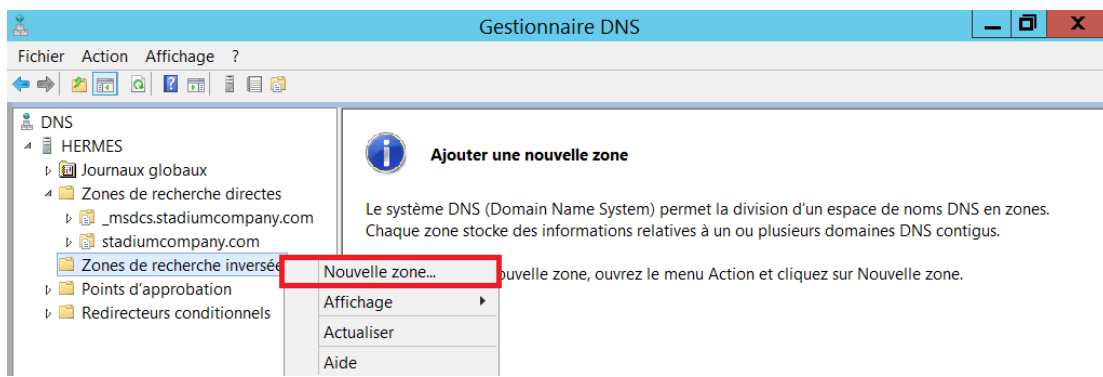 Gestionnaire DNS
Fichier Action Affichage ?
DNS
HERMES
Journaux globaux
Zones de recherche directes
_msdcs.stadiumcompany.com
stadiumcompany.com
Zones de recherche inversée
Points d'approbation
Redirecteurs conditionnels
Nouvelle zone...
Affichage
Actualiser
Aide
Ajouter une nouvelle zone
Le système DNS (Domain Name System) permet la division d'un espace de noms DNS en zones.
Chaque zone stocke des informations relatives à un ou plusieurs domaines DNS contigus.
ouvelle zone, ouvrez le menu Action et cliquez sur Nouvelle zone.